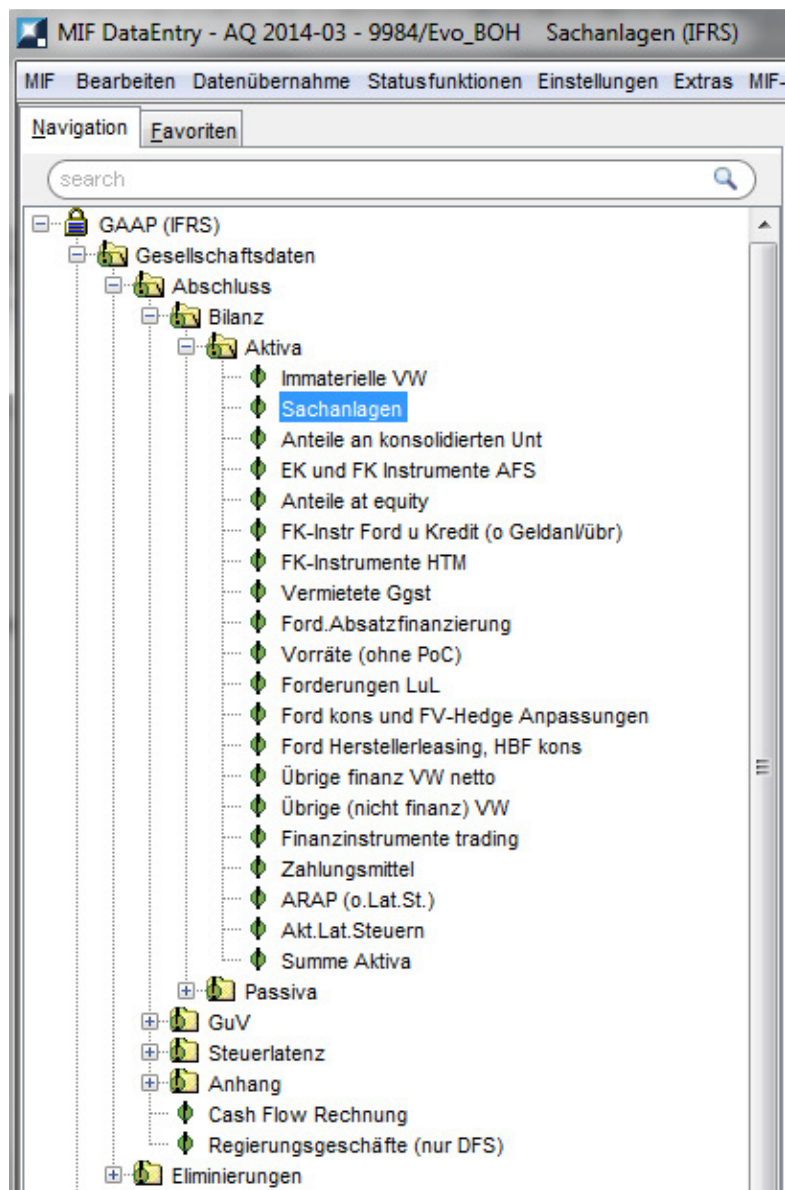 MIF DataEntry - AQ 2014-03 - 9984/Evo_BOH Sachanlagen (IFRS)
MIF Bearbeiten Datenübernahme Statusfunktionen Einstellungen Extras MIF-
Navigation Favoriten
search
GAAP (IFRS)
Gesellschaftsdaten
Abschluss
Bilanz
Aktiva
Immaterielle VW
Sachanlagen
Anteile an konsolidierten Unt
EK und FK Instrumente AFS
Anteile at equity
FK-Instr Ford u Kredit (o Geldanl/übr)
FK-Instrumente HTM
Vermietete Ggst
Ford.Absatzfinanzierung
Vorräte (ohne PoC)
Forderungen LuL
Ford kons und FV-Hedge Anpassungen
Ford Herstellerleasing, HBF kons
Übrige finanz VW netto
Übrige (nicht finanz) VW
Finanzinstrumente trading
Zahlungsmittel
ARAP (o.Lat.St.)
Akt.Lat.Steuern
Summe Aktiva
Passiva
GuV
Steuerlatenz
Anhang
Cash Flow Rechnung
Regierungsgeschäfte (nur DFS)
Eliminierungen